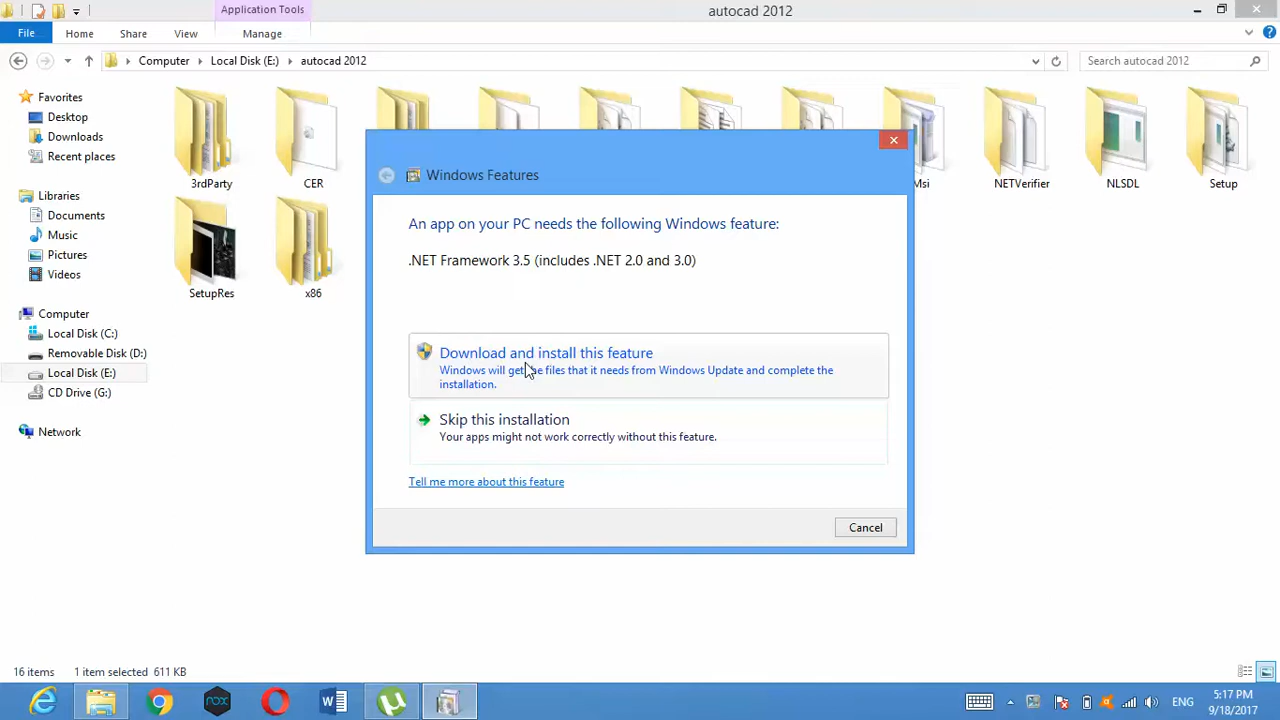 Application Tools
autocad 2012
File
Home
Share
View
Manage
Computer
Local Disk (E:)
autocad 2012
Search autocad 2012
Favorites
Desktop
Downloads
Recent places
Libraries
Documents
Music
Pictures
Videos
Computer
Local Disk (C:)
Removable Disk (D:)
Local Disk (E:)
CD Drive (G:)
Network
3rdParty
CER
Msi
NETVerifier
NLSDL
Setup
SetupRes
x86
Windows Features
An app on your PC needs the following Windows feature:
.NET Framework 3.5 (includes .NET 2.0 and 3.0)
Download and install this feature
Windows will get the files that it needs from Windows Update and complete the
installation.
Skip this installation
Your apps might not work correctly without this feature.
Tell me more about this feature
Cancel
16 items
1 item selected 611 KB
nox
ENG
5:17 PM
9/18/2017